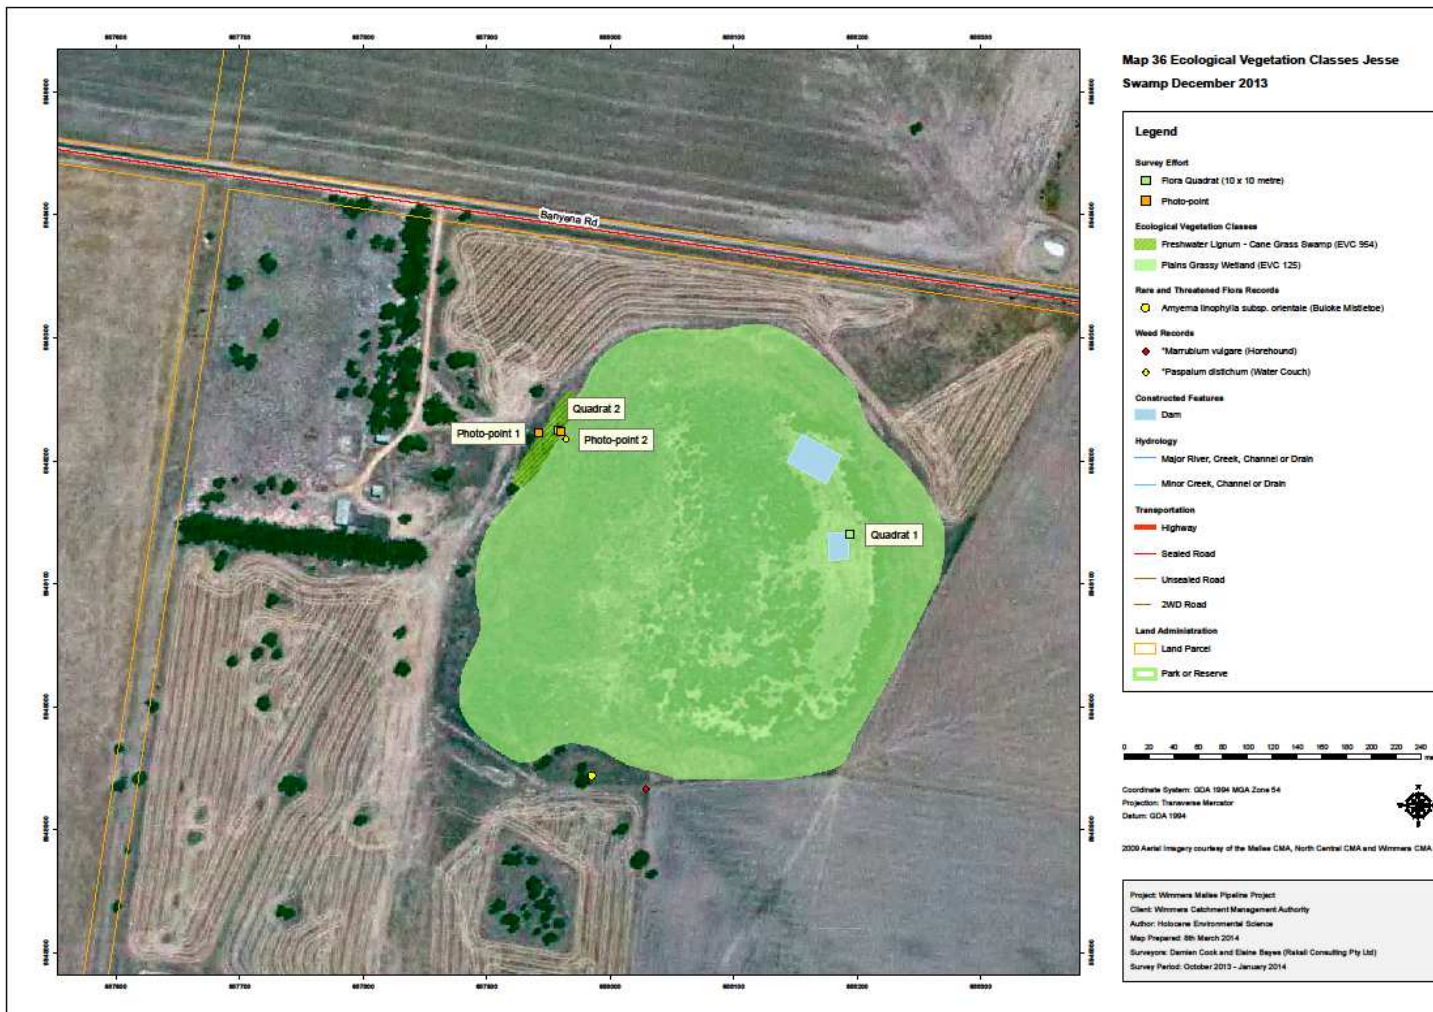 Map 36 Ecological Vegetation Classes Jesse
Swamp December 2013
Legend
Survey Effort
Flora Quadrat (10 x 10 metre)
Photo-point
Ecological Vegetation Classes
Freshwater Lignum - Cane Grass Swamp (EVC 954)
Plains Grassy Wetland (EVC 125)
Rare and Threatened Flora Records
Amyema linophylla subsp. orientale (Buloke Mistletoe)
Weed Records
*Marrubium vulgare (Horehound)
*Paspalum distichum (Water Couch)
Constructed Features
Dam
Hydrology
Major River, Creek, Channel or Drain
Minor Creek, Channel or Drain
Transportation
Highway
Sealed Road
Unsealed Road
2WD Road
Land Administration
Land Parcel
Park or Reserve
0 20 40 60 80 100 120 140 160 180 200 220 240
Coordinate System: GDA 1994 MGA Zone 54
Projection: Transverse Mercator
Datum: GDA 1994
2009 Aerial Imagery courtesy of the Mallee CMA, North Central CMA and Wimmera CMA
Project: Wimmera Mallee Pipeline Project
Client: Wimmera Catchment Management Authority
Author: Holocene Environmental Science
Map Prepared: 8th March 2014
Surveyors: Damien Cook and Elaine Bayes (Rakali Consulting Pty Ltd)
Survey Period: October 2013 - January 2014
Banyena Rd
Quadrat 2
Photo-point 1
Photo-point 2
Quadrat 1